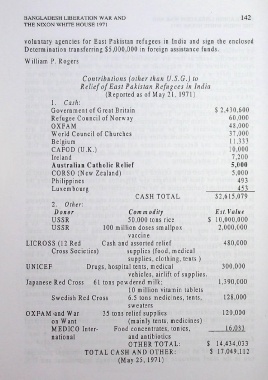 BANGLADESH LIBERATION WAR AND
THE NIXON WHITE HOUSE 1971
142
voluntary agencies for East Pakistan refugees in India and sign the enclosed
Determination transferring $5,000,000 in foreign assistance funds.
William P. Rogers
Contributions (other than U.S.G.) to
Relief of East Pakistan Refugees in India
(Reported as of May 21, 1971)
1. Cash:
Government of Great Britain $ 2,430,600
Refugee Council of Norway 60,000
OXFAM 48,000
World Council of Churches 37,000
Belgium 11,333
CAFOD (U.K.) 10,000
Ireland 7,200
Australian Catholic Relief 5,000
CORSO (New Zealand) 5,000
Philippines 493
Luxembourg 453
CASH TOTAL $2,615,079
2. Other:
Donor Commodity Est. Value
USSR 50,000 tons rice $ 10,000,000
USSR 100 million doses smallpox 2,000,000
vaccine
LICROSS (12 Red Cash and assorted relief 480,000
Cross Societies) supplies (food, medical
supplies, clothing, tents)
UNICEF Drugs, hospital tents, medical 300,000
vehicles, airlift of supplies.
Japanese Red Cross 61 tons powdered milk; 1,390,000
10 million vitamin tablets
Swedish Red Cross 6.5 tons medicines, tents, 128,000
clothes, medicines
OXFAM and War 35 tons relief supplies 120,000
on Want (mainly tents, medicines)
MEDICO Inter- Food concentrates, tonics, 16,033
national and antibiotics
OTHER TOTAL: $ 14,434,033
TOTAL CASH AND OTHER: $ 17,049,112